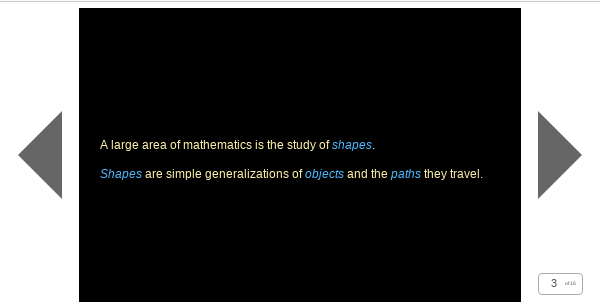 A large area of mathematics is the study of shapes.
Shapes are simple generalizations of objects and the paths they travel.
3 of 16